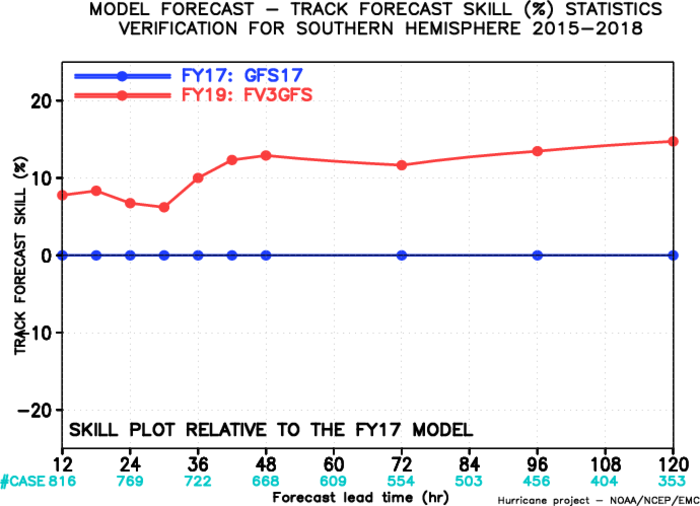 MODEL FORECAST – TRACK FORECAST SKILL (%) STATISTICS
VERIFICATION FOR SOUTHERN HEMISPHERE 2015–2018
FY17: GFS17
FY19: FV3GFS
TRACK FORECAST SKILL (%)
20
10
0
–10
–20
SKILL PLOT RELATIVE TO THE FY17 MODEL
12 24 36 48 60 72 84 96 108 120
#CASE 816 769 722 668 609 554 503 456 404 353
Forecast lead time (hr)
Hurricane project – NOAA/NCEP/EMC